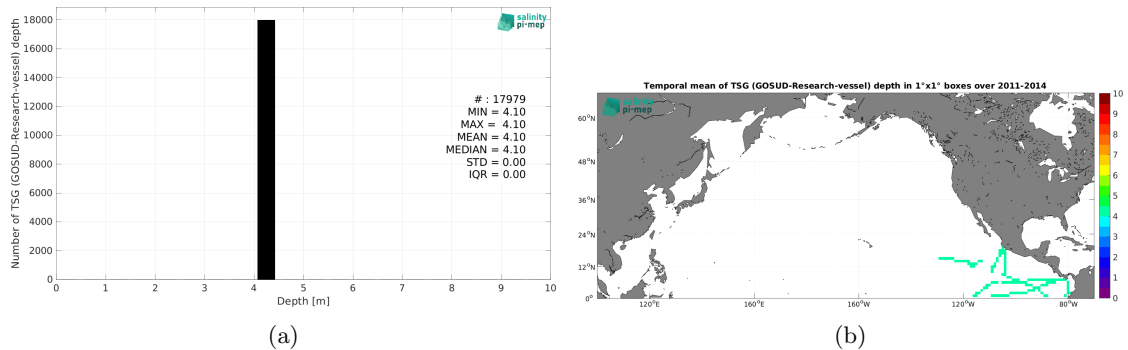 18000
16000
14000
12000
10000
8000
6000
4000
2000
0
Number of TSG (GOSUD-Research-vessel) depth
salinity
pi-mep
# : 17979
MIN = 4.10
MAX = 4.10
MEAN = 4.10
MEDIAN = 4.10
STD = 0.00
IQR = 0.00
0 1 2 3 4 5 6 7 8 9 10
Depth [m]
(a)
Temporal mean of TSG (GOSUD-Research-vessel) depth in 1°x1° boxes over 2011-2014
salinity
pi-mep
60°N
48°N
36°N
24°N
12°N
0°
120°E 160°E 160°W 120°W 80°W
10
9
8
7
6
5
4
3
2
1
0
(b)